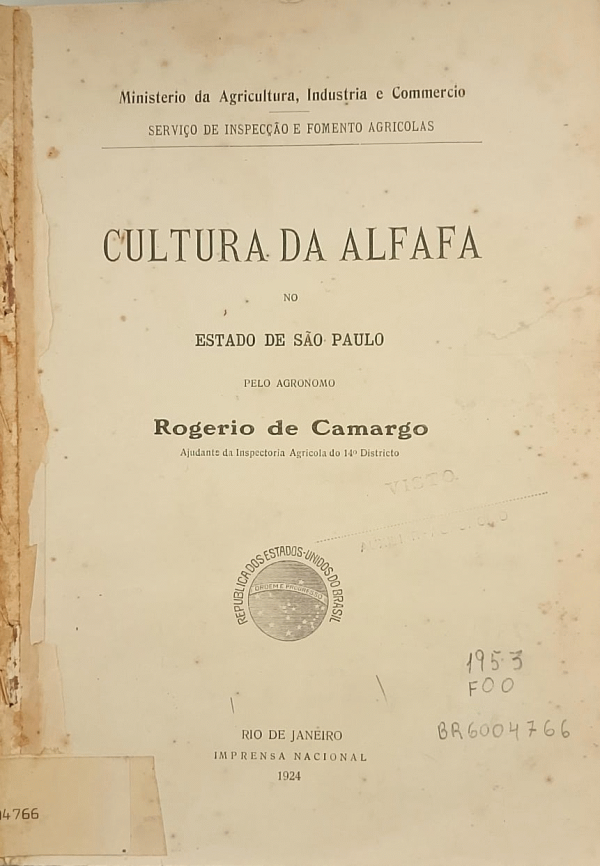 Ministerio da Agricultura, Industria e Commercio
SERVIÇO DE INSPECÇÃO E FOMENTO AGRICOLAS
CULTURA DA ALFAFA
NO
ESTADO DE SÃO PAULO
PELO AGRONOMO
Rogerio de Camargo
Ajudante da Inspectoria Agricola do 14º Districto
VISTO
REPUBLICA DOS ESTADOS-UNIDOS DO BRASIL
ORDEM E PROGRESSO
1953
F00
BR6004766
RIO DE JANEIRO
IMPRENSA NACIONAL
1924
4766